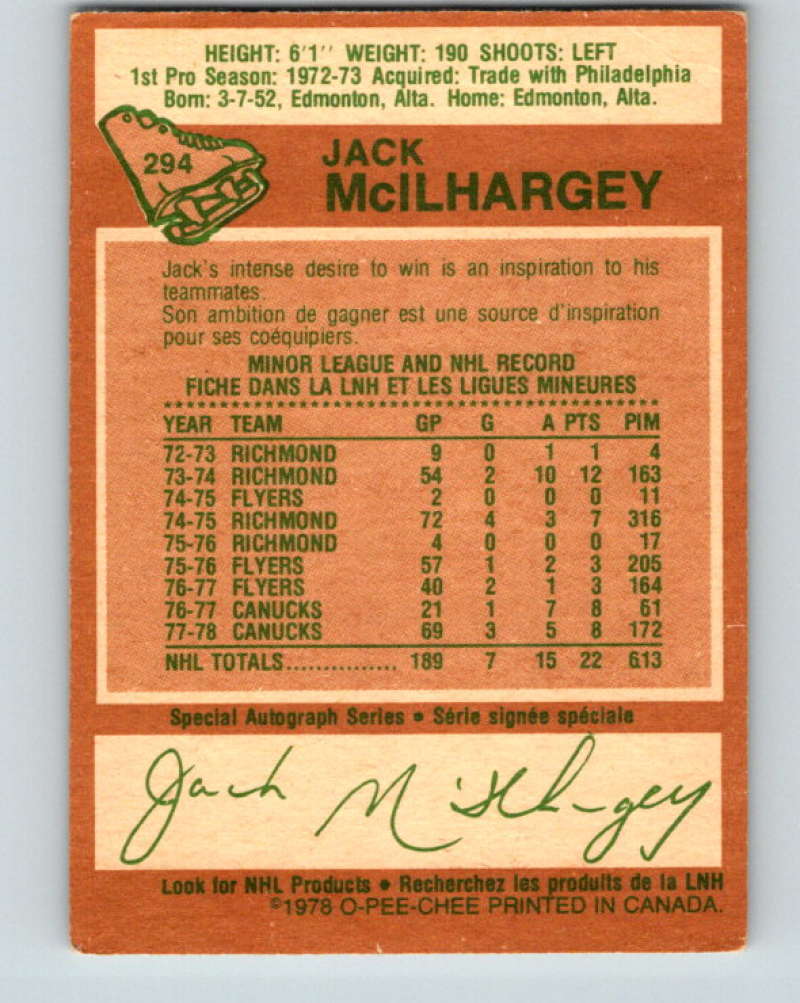 HEIGHT: 6'1'' WEIGHT: 190 SHOOTS: LEFT
1st Pro Season: 1972-73 Acquired: Trade with Philadelphia
Born: 3-7-52, Edmonton, Alta. Home: Edmonton, Alta.
294
JACK
McILHARGEY
Jack's intense desire to win is an inspiration to his
teammates.
Son ambition de gagner est une source d'inspiration
pour ses coéquipiers.
MINOR LEAGUE AND NHL RECORD
FICHE DANS LA LNH ET LES LIGUES MINEURES
YEAR TEAM GP G A PTS PIM
72-73 RICHMOND 9 0 1 1 4
73-74 RICHMOND 54 2 10 12 163
74-75 FLYERS 2 0 0 0 11
74-75 RICHMOND 72 4 3 7 316
75-76 RICHMOND 4 0 0 0 17
75-76 FLYERS 57 1 2 3 205
76-77 FLYERS 40 2 1 3 164
76-77 CANUCKS 21 1 7 8 61
77-78 CANUCKS 69 3 5 8 172
NHL TOTALS............... 189 7 15 22 613
Special Autograph Series • Série signée spéciale
Jack McIlhargey
Look for NHL Products • Recherchez les produits de la LNH
©1978 O-PEE-CHEE PRINTED IN CANADA.